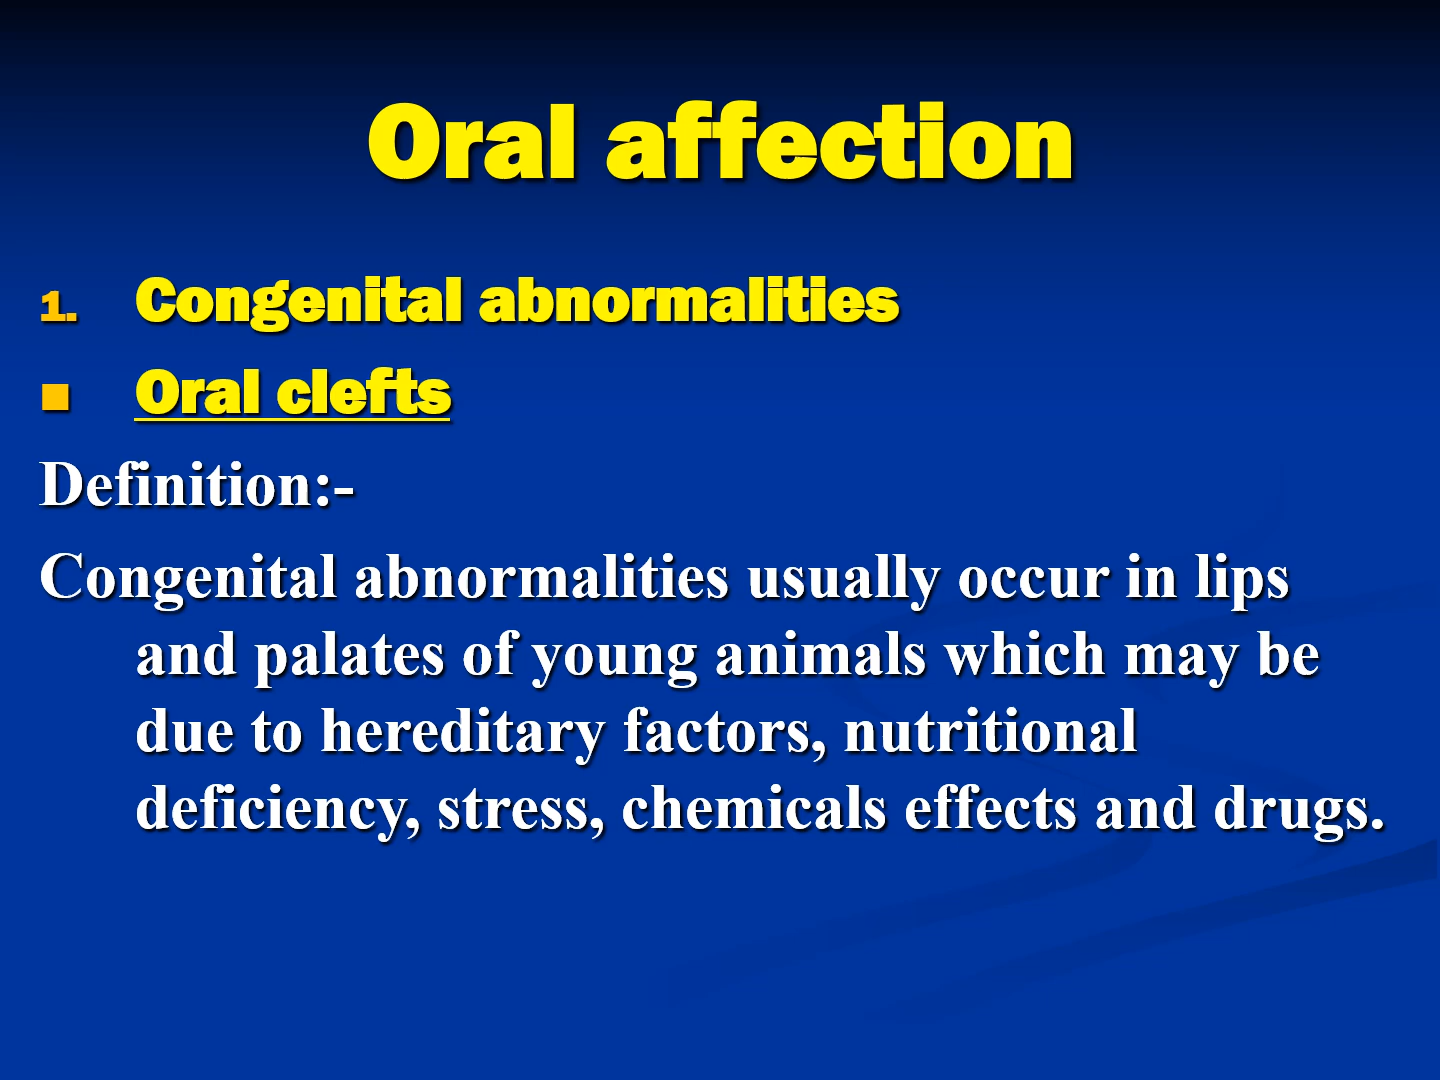 Oral affection
1. Congenital abnormalities
■ Oral clefts
Definition:-
Congenital abnormalities usually occur in lips
and palates of young animals which may be
due to hereditary factors, nutritional
deficiency, stress, chemicals effects and drugs.